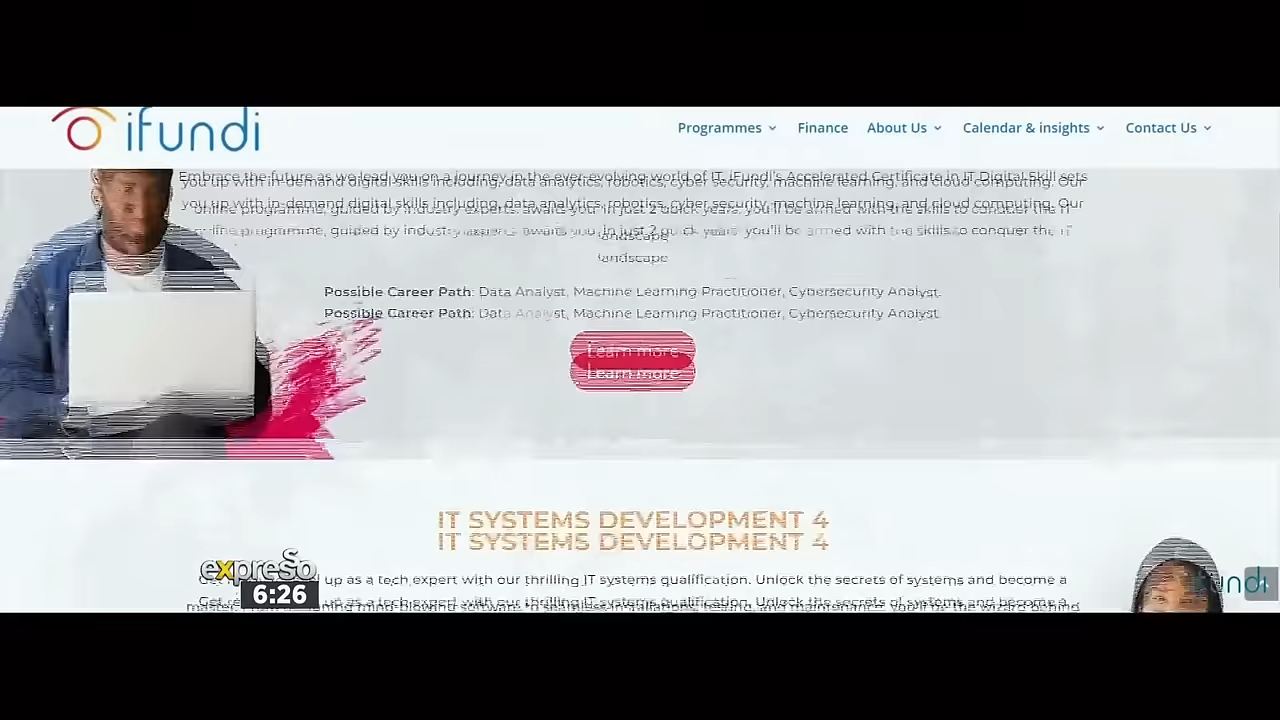 ifundi
Programmes Finance About Us Calendar & insights Contact Us
Embrace the future as we lead you on a journey in the ever-evolving world of IT. iFundi's Accelerated Certificate in IT Digital Skill sets
you up with in-demand digital skills including, data analytics, robotics, cyber security, machine learning, and cloud computing. Our
online programme, guided by industry experts, awaits you. In just 2 quick years, you'll be armed with the skills to conquer the IT
landscape
Possible Career Path: Data Analyst, Machine Learning Practitioner, Cybersecurity Analyst.
Learn more
IT SYSTEMS DEVELOPMENT 4
up as a tech expert with our thrilling IT systems qualification. Unlock the secrets of systems and become a
expresso
6:26